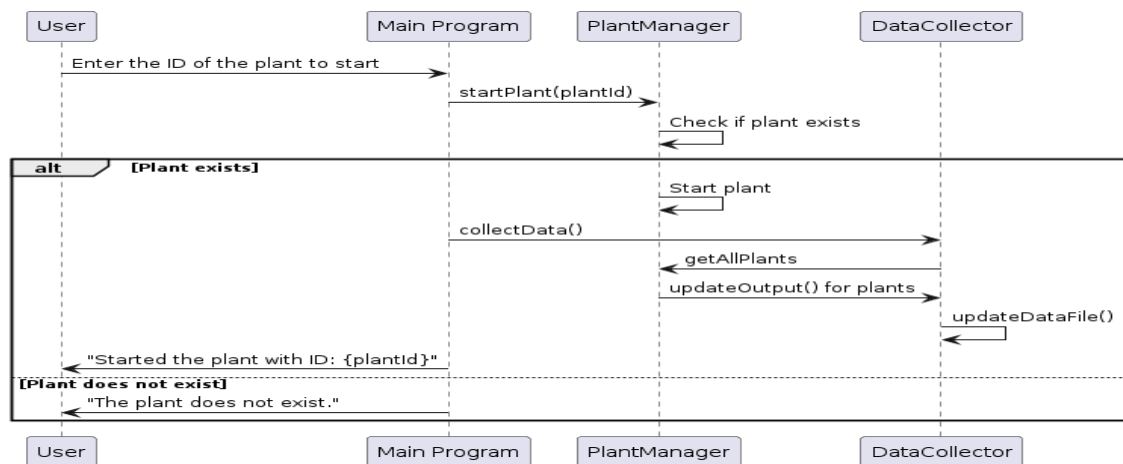 User Main Program PlantManager DataCollector
Enter the ID of the plant to start
startPlant(plantId)
Check if plant exists
alt [Plant exists]
Start plant
collectData()
getAllPlants
updateOutput() for plants
updateDataFile()
"Started the plant with ID: {plantId}"
[Plant does not exist]
"The plant does not exist."
User Main Program PlantManager DataCollector